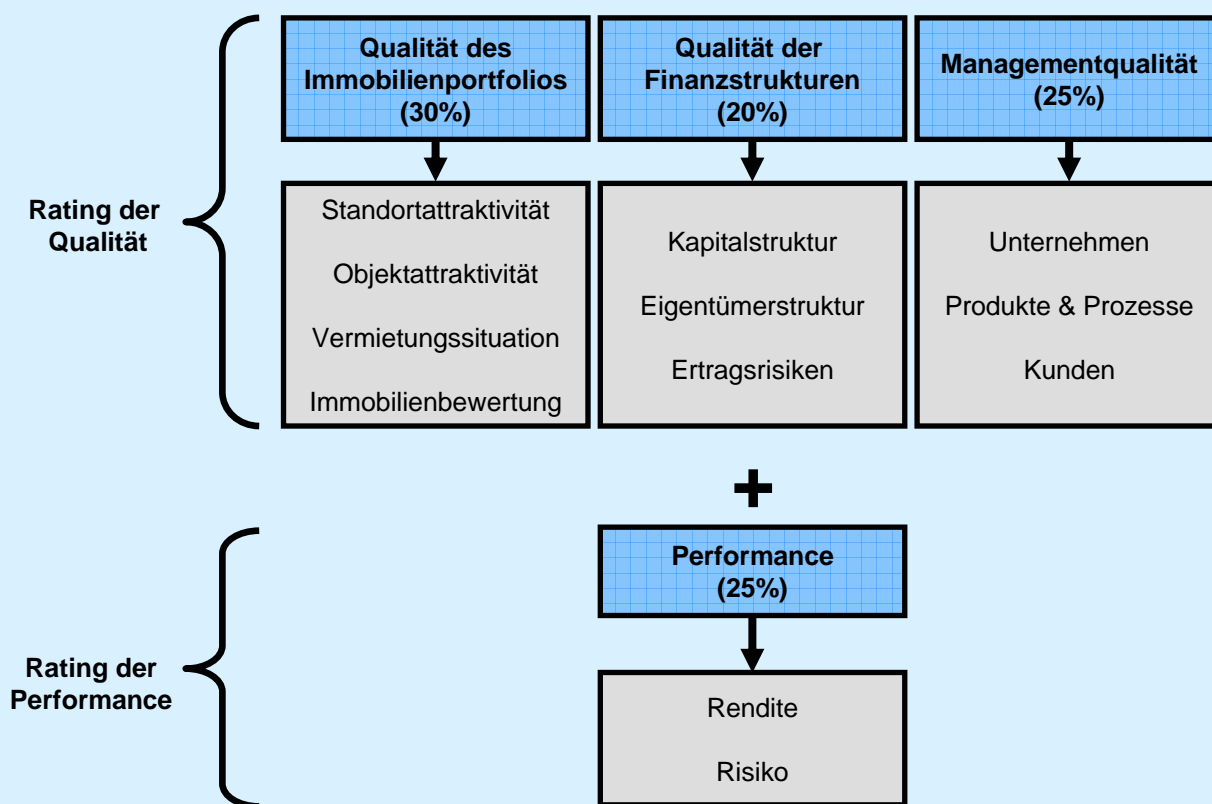 Qualität des
Immobilienportfolios
(30%)
Qualität der
Finanzstrukturen
(20%)
Managementqualität
(25%)
Rating der
Qualität
Standortattraktivität
Objektattraktivität
Vermietungssituation
Immobilienbewertung
Kapitalstruktur
Eigentümerstruktur
Ertragsrisiken
Unternehmen
Produkte & Prozesse
Kunden
+
Performance
(25%)
Rating der
Performance
Rendite
Risiko